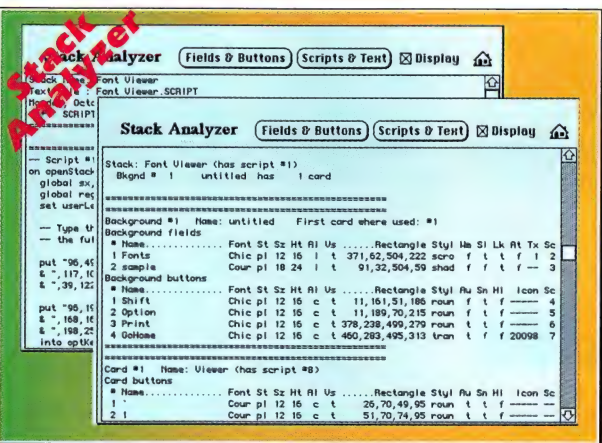 Stack Analyzer
Stack Analyzer
Fields & Buttons
Scripts & Text
Display
Font Viewer
: Font Viewer.SCRIPT
Octo
SCRIPT
====================
-- Script #1
on openStack
global sx,
global reg
set userLe
-- Type th
-- the ful
put "96,49
& ",117,10
& ",39,122
put "96,19
& ",168,16
& ",198,25
into optKe
Stack Analyzer
Fields & Buttons
Scripts & Text
Display
Stack: Font Viewer (has script #1)
Bkgnd # 1 untitled has 1 card
==================================================
==================================================
Background #1 Name: untitled First card where used: #1
Background fields
# Name.............. Font St Sz Ht Al Vs ......Rectangle Styl Wm Sl Lk At Tx Sc
1 Fonts Chic pl 12 16 l t 371,62,504,222 scro f t t f 1 2
2 sample Cour pl 18 24 l t 91,32,504,59 shad f f t f -- 3
Background buttons
# Name.............. Font St Sz Ht Al Vs ......Rectangle Styl Au Sn Hl Icon Sc
1 Shift Chic pl 12 16 c t 11,161,51,186 roun f t f ----- 4
2 Option Chic pl 12 16 c t 11,189,70,215 roun f t f ----- 5
3 Print Chic pl 12 16 c t 378,238,499,279 roun f t f ----- 6
4 GoHome Chic pl 12 16 c t 460,283,495,313 tran t f f 20098 7
==================================================
==================================================
Card #1 Name: Viewer (has script #8)
Card buttons
# Name.............. Font St Sz Ht Al Vs ......Rectangle Styl Au Sn Hl Icon Sc
1 ` Cour pl 12 16 c t 26,70,49,95 roun t t f ----- --
2 1 Cour pl 12 16 c t 51,70,74,95 roun t t f ----- --